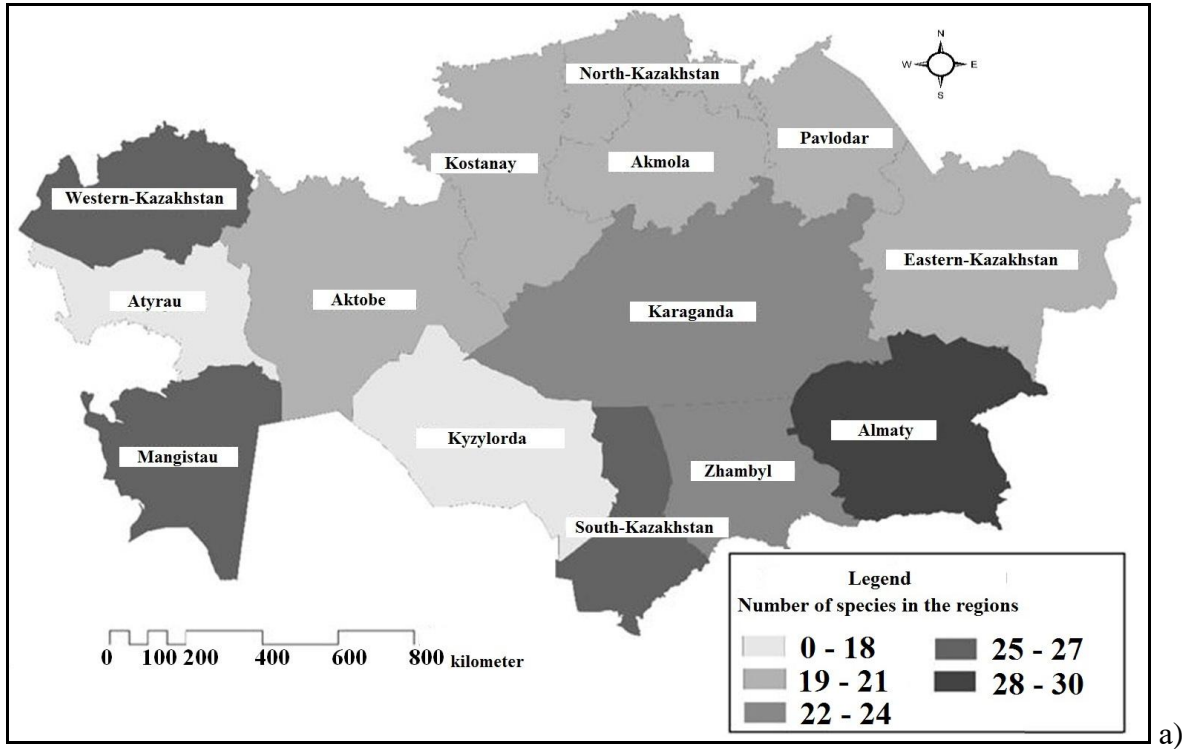 N
W E
S
North-Kazakhstan
Pavlodar
Kostanay
Akmola
Western-Kazakhstan
Eastern-Kazakhstan
Atyrau
Aktobe
Karaganda
Almaty
Kyzylorda
Mangistau
Zhambyl
South-Kazakhstan
Legend
Number of species in the regions
0 - 18
25 - 27
19 - 21
28 - 30
22 - 24
0 100 200 400 600 800 kilometer
a)